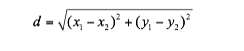 d = √((x₁ − x₂)² + (y₁ − y₂)²)